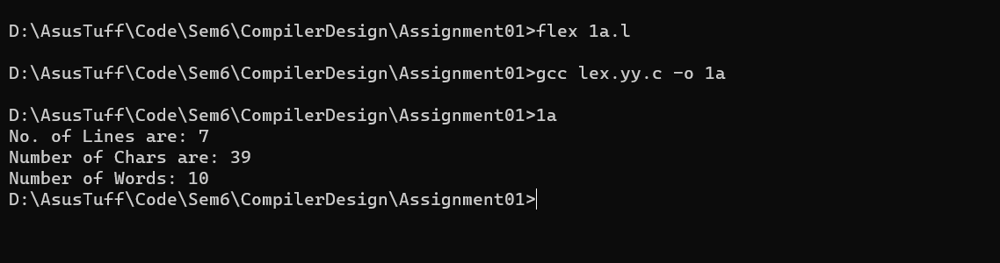 D:\AsusTuff\Code\Sem6\CompilerDesign\Assignment01>flex 1a.l
D:\AsusTuff\Code\Sem6\CompilerDesign\Assignment01>gcc lex.yy.c -o 1a
D:\AsusTuff\Code\Sem6\CompilerDesign\Assignment01>1a
No. of Lines are: 7
Number of Chars are: 39
Number of Words: 10
D:\AsusTuff\Code\Sem6\CompilerDesign\Assignment01>